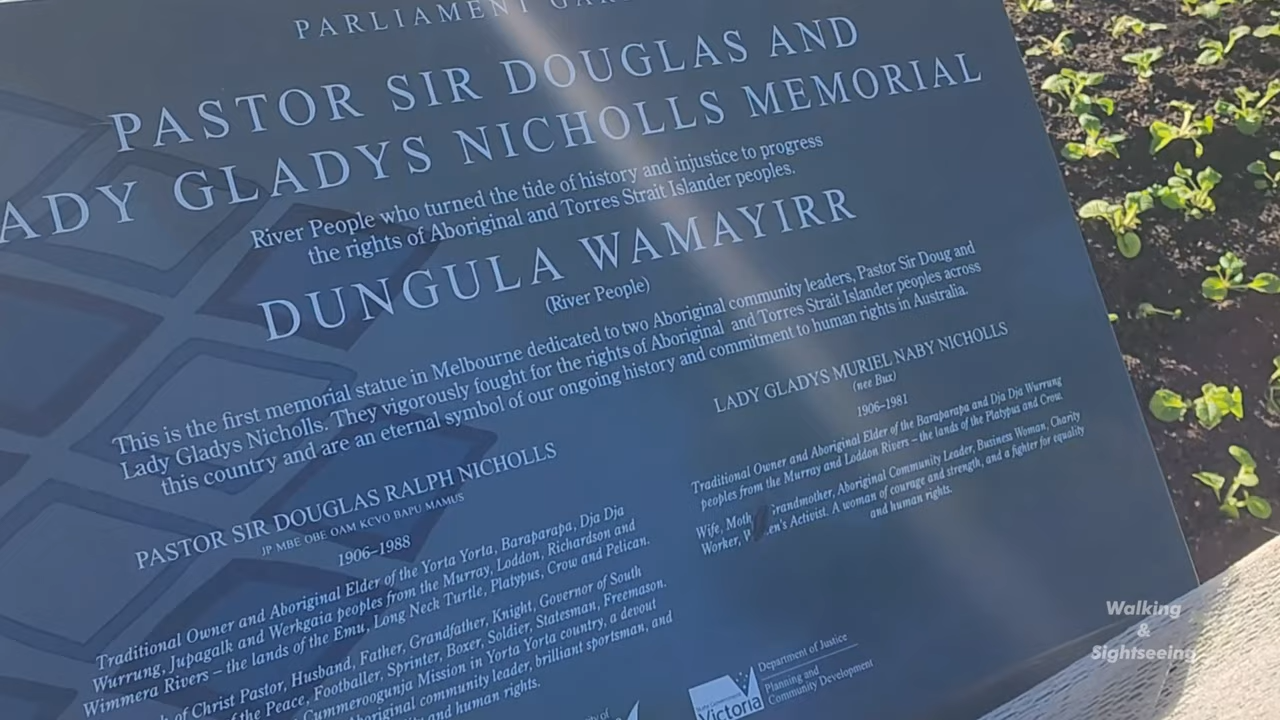 PARLIAMENT
PASTOR SIR DOUGLAS AND
ADY GLADYS NICHOLLS MEMORIAL
River People who turned the tide of history and injustice to progress
the rights of Aboriginal and Torres Strait Islander peoples.
DUNGULA WAMAYIRR
(River People)
This is the first memorial statue in Melbourne dedicated to two Aboriginal community leaders, Pastor Sir Doug and
Lady Gladys Nicholls. They vigorously fought for the rights of Aboriginal and Torres Strait Islander peoples across
this country and are an eternal symbol of our ongoing history and commitment to human rights in Australia.
PASTOR SIR DOUGLAS RALPH NICHOLLS
JP MBE OBE OAM KCVO BAPU MAMUS
1906–1988
Traditional Owner and Aboriginal Elder of the Yorta Yorta, Baraparapa, Dja Dja
Wurrung, Jupagalk and Werkgaia peoples from the Murray, Loddon, Richardson and
Wimmera Rivers – the lands of the Emu, Long Neck Turtle, Platypus, Crow and Pelican.
of Christ Pastor, Husband, Father, Grandfather, Knight, Governor of South
the Peace, Footballer, Sprinter, Boxer, Soldier, Statesman, Freemason.
Cummeroogunja Mission in Yorta Yorta country, a devout
community leader, brilliant sportsman, and
and human rights.
LADY GLADYS MURIEL NABY NICHOLLS
(nee Bux)
1906–1981
Traditional Owner and Aboriginal Elder of the Baraparapa and Dja Dja Wurrung
peoples from the Murray and Loddon Rivers – the lands of the Platypus and Crow.
Wife, Grandmother, Aboriginal Community Leader, Business Woman, Charity
Worker, Activist. A woman of courage and strength, and a fighter for equality
and human rights.
Victoria
Department of Justice
Planning and
Community Development
Walking
&
Sightseeing